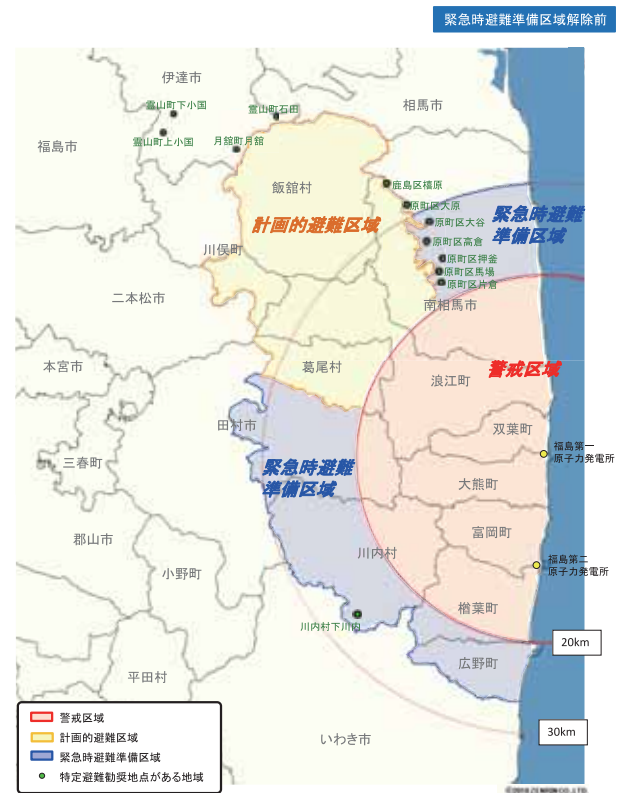 緊急時避難準備区域解除前
伊達市
相馬市
霊山町下小国
霊山町石田
霊山町上小国
月舘町月舘
福島市
飯舘村
鹿島区橲原
原町区大原
原町区大谷
緊急時避難
準備区域
計画的避難区域
原町区高倉
川俣町
原町区押釜
原町区馬場
原町区片倉
二本松市
南相馬市
本宮市
葛尾村
浪江町
警戒区域
田村市
双葉町
福島第一
原子力発電所
三春町
緊急時避難
準備区域
大熊町
郡山市
富岡町
小野町
川内村
福島第二
原子力発電所
楢葉町
川内村下川内
20km
広野町
平田村
30km
いわき市
警戒区域
計画的避難区域
緊急時避難準備区域
特定避難勧奨地点がある地域